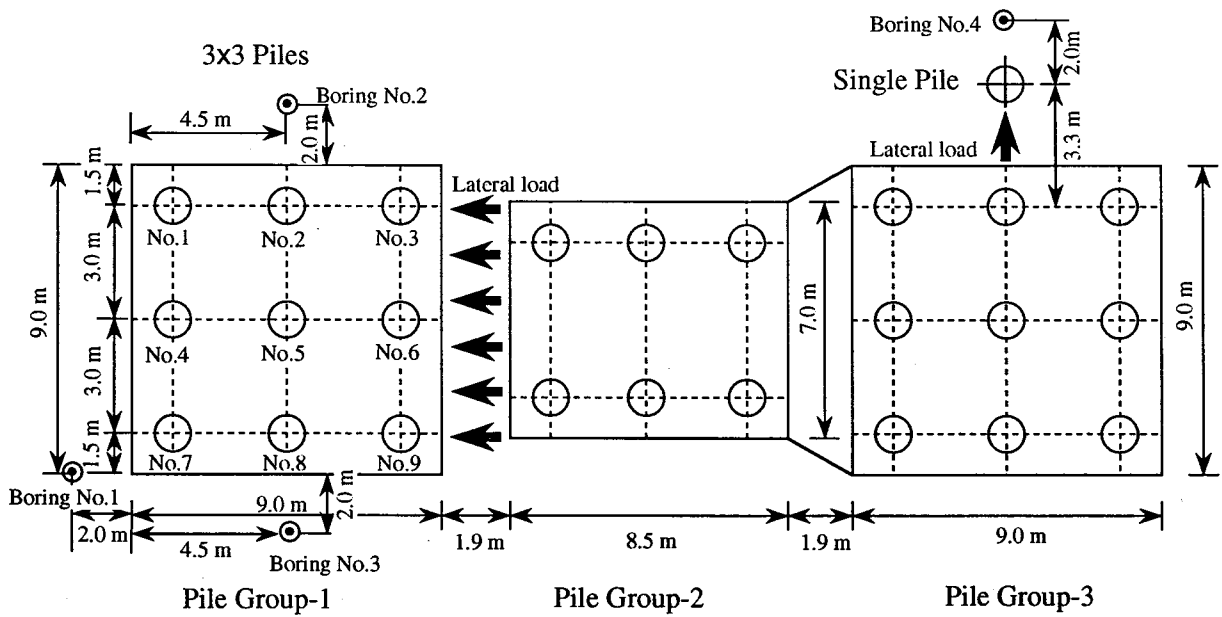 Boring No.4
2.0m
3x3 Piles
Single Pile
Boring No.2
4.5 m
2.0 m
3.3 m
Lateral load
1.5 m
Lateral load
No.1
No.2
No.3
3.0 m
9.0 m
7.0 m
9.0 m
No.4
No.5
No.6
3.0 m
1.5 m
No.7
No.8
No.9
Boring No.1
9.0 m
2.0 m
2.0 m
4.5 m
1.9 m
8.5 m
1.9 m
9.0 m
Boring No.3
Pile Group-1
Pile Group-2
Pile Group-3